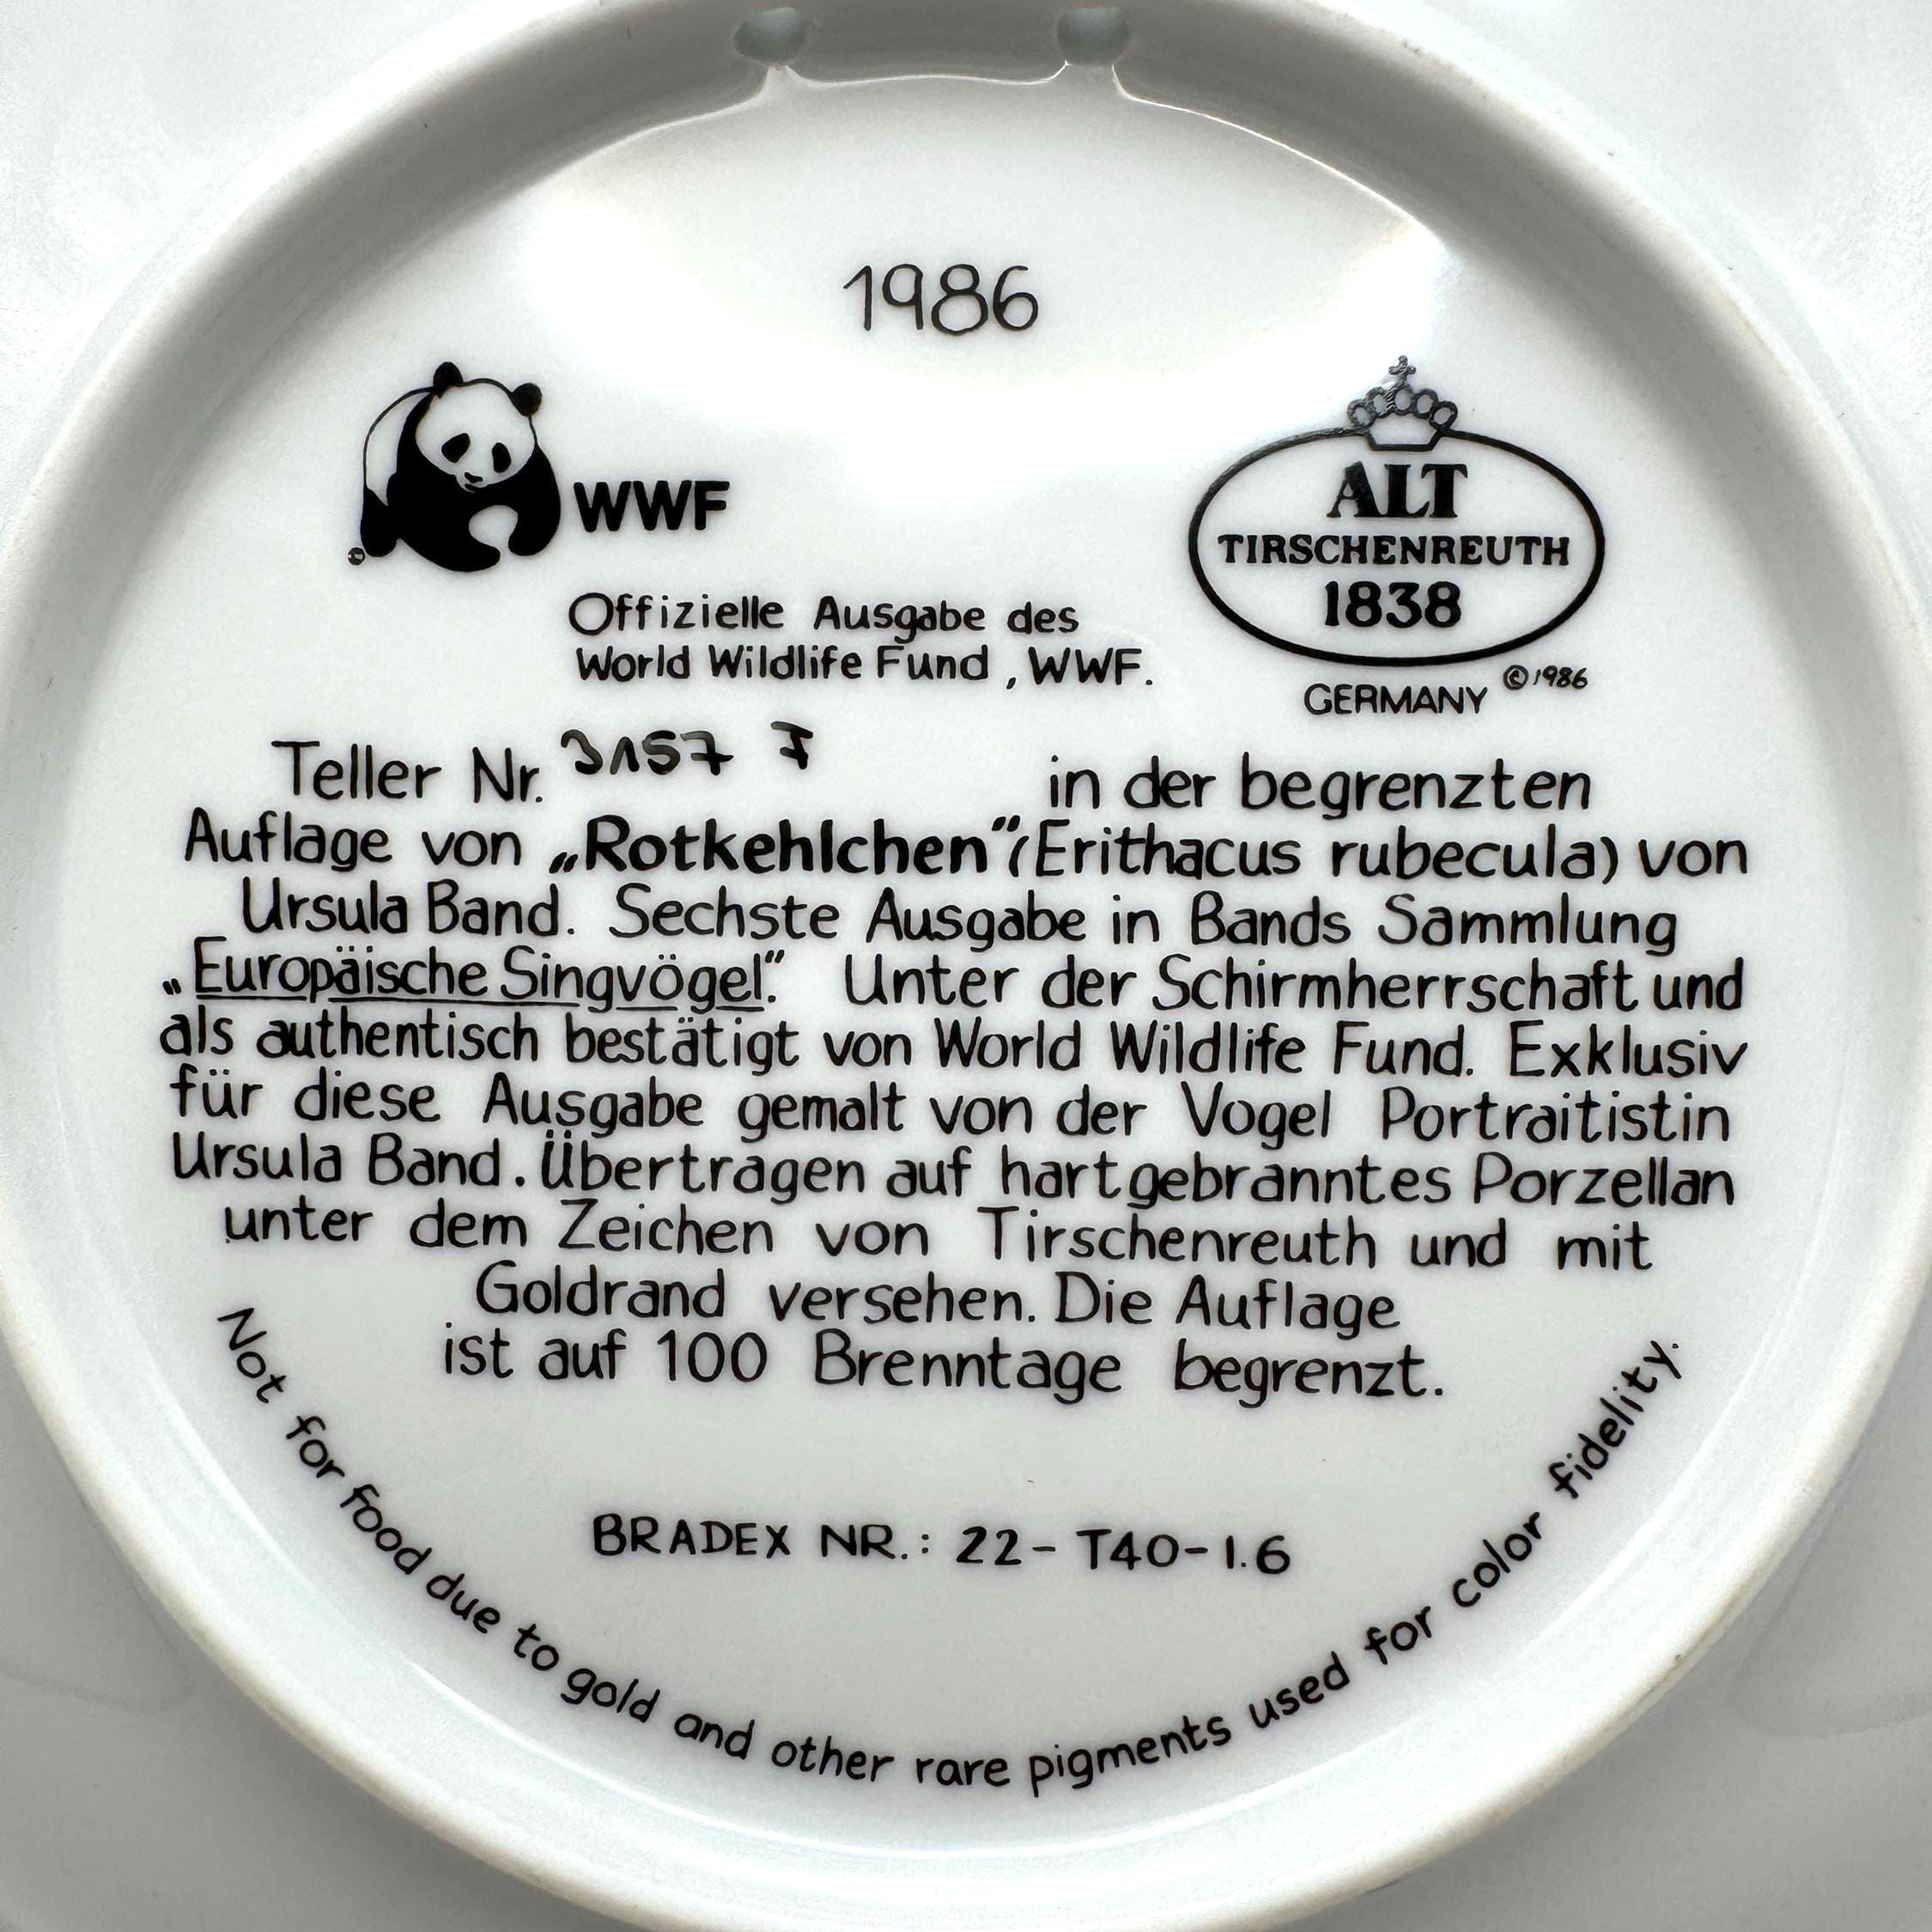 1986
WWF
®
ALT
TIRSCHENREUTH
1838
GERMANY ©1986
Offizielle Ausgabe des
World Wildlife Fund, WWF.
Teller Nr. 3157 F in der begrenzten
Auflage von „Rotkehlchen” (Erithacus rubecula) von
Ursula Band. Sechste Ausgabe in Bands Sammlung
„Europäische Singvögel”. Unter der Schirmherrschaft und
als authentisch bestätigt von World Wildlife Fund. Exklusiv
für diese Ausgabe gemalt von der Vogel Portraitistin
Ursula Band. Übertragen auf hartgebranntes Porzellan
unter dem Zeichen von Tirschenreuth und mit
Goldrand versehen. Die Auflage
ist auf 100 Brenntage begrenzt.
BRADEX NR.: 22-T40-1.6
Not for food due to gold and other rare pigments used for color fidelity.